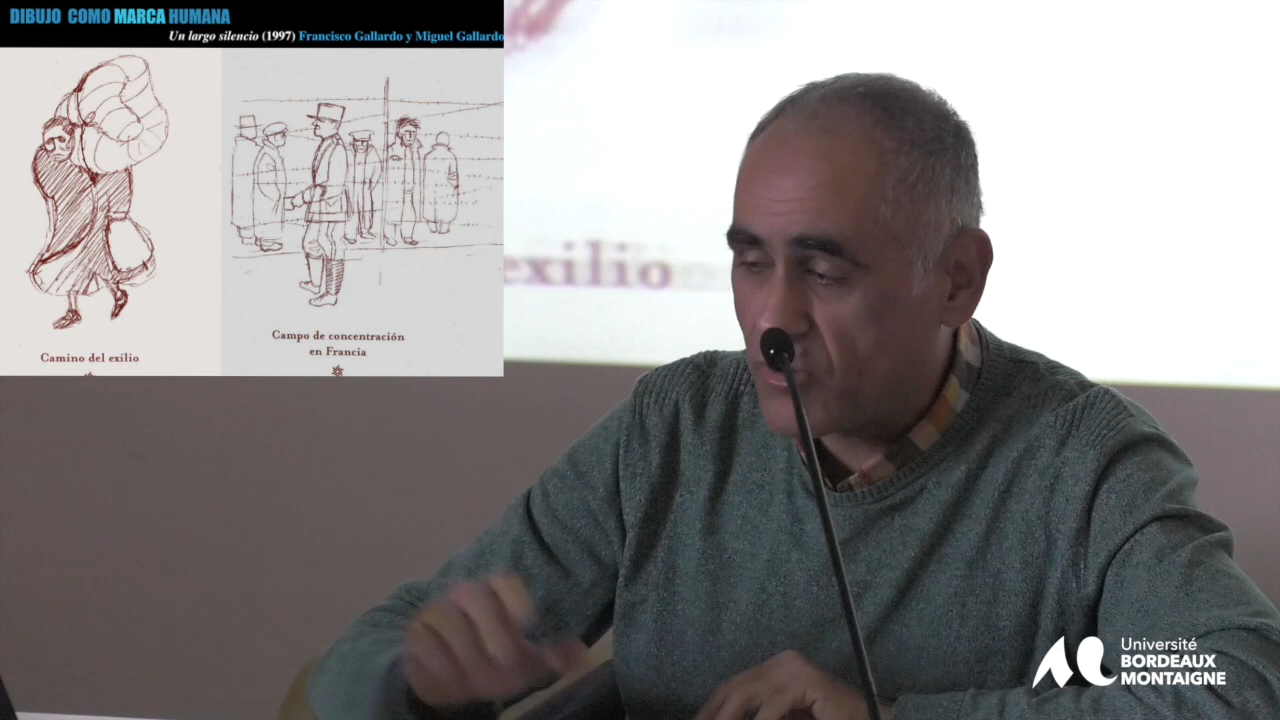 DIBUJO COMO MARCA HUMANA
Un largo silencio (1997) Francisco Gallardo y Miguel Gallardo
Camino del exilio
Campo de concentración
en Francia
exilio
Université
BORDEAUX
MONTAIGNE